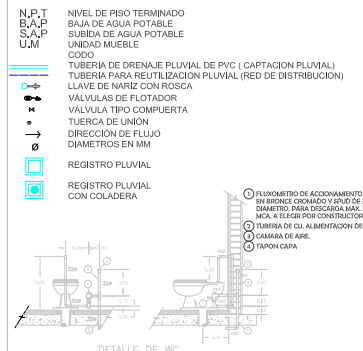 N.P.T NIVEL DE PISO TERMINADO
B.A.P BAJA DE AGUA POTABLE
S.A.P SUBIDA DE AGUA POTABLE
U.M UNIDAD MUEBLE
CODO
TUBERIA DE DRENAJE PLUVIAL DE PVC ( CAPTACION PLUVIAL)
TUBERIA PARA REUTILIZACION PLUVIAL (RED DE DISTRIBUCION)
LLAVE DE NARÍZ CON ROSCA
VÁLVULAS DE FLOTADOR
VÁLVULA TIPO COMPUERTA
TUERCA DE UNIÓN
DIRECCIÓN DE FLUJO
Ø DIAMETROS EN MM
REGISTRO PLUVIAL
REGISTRO PLUVIAL
CON COLADERA
1 FLUXOMETRO DE ACCIONAMIENTO
EN BRONCE CROMADO Y SPUD DE
DIAMETRO, PARA DESCARGA MAX.
MCA. A ELEGIR POR CONSTRUCTOR
2 TUBERIA DE CU. ALIMENTACION DE
3 CAMARA DE AIRE.
4 TAPON CAPA
DETALLE DE WC